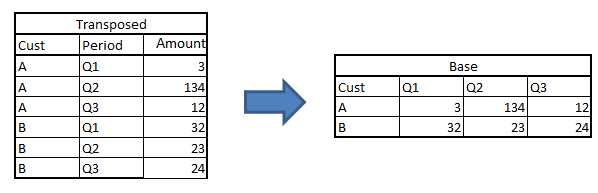 Transposed
Cust Period Amount
A Q1 3
A Q2 134
A Q3 12
B Q1 32
B Q2 23
B Q3 24
Base
Cust Q1 Q2 Q3
A 3 134 12
B 32 23 24